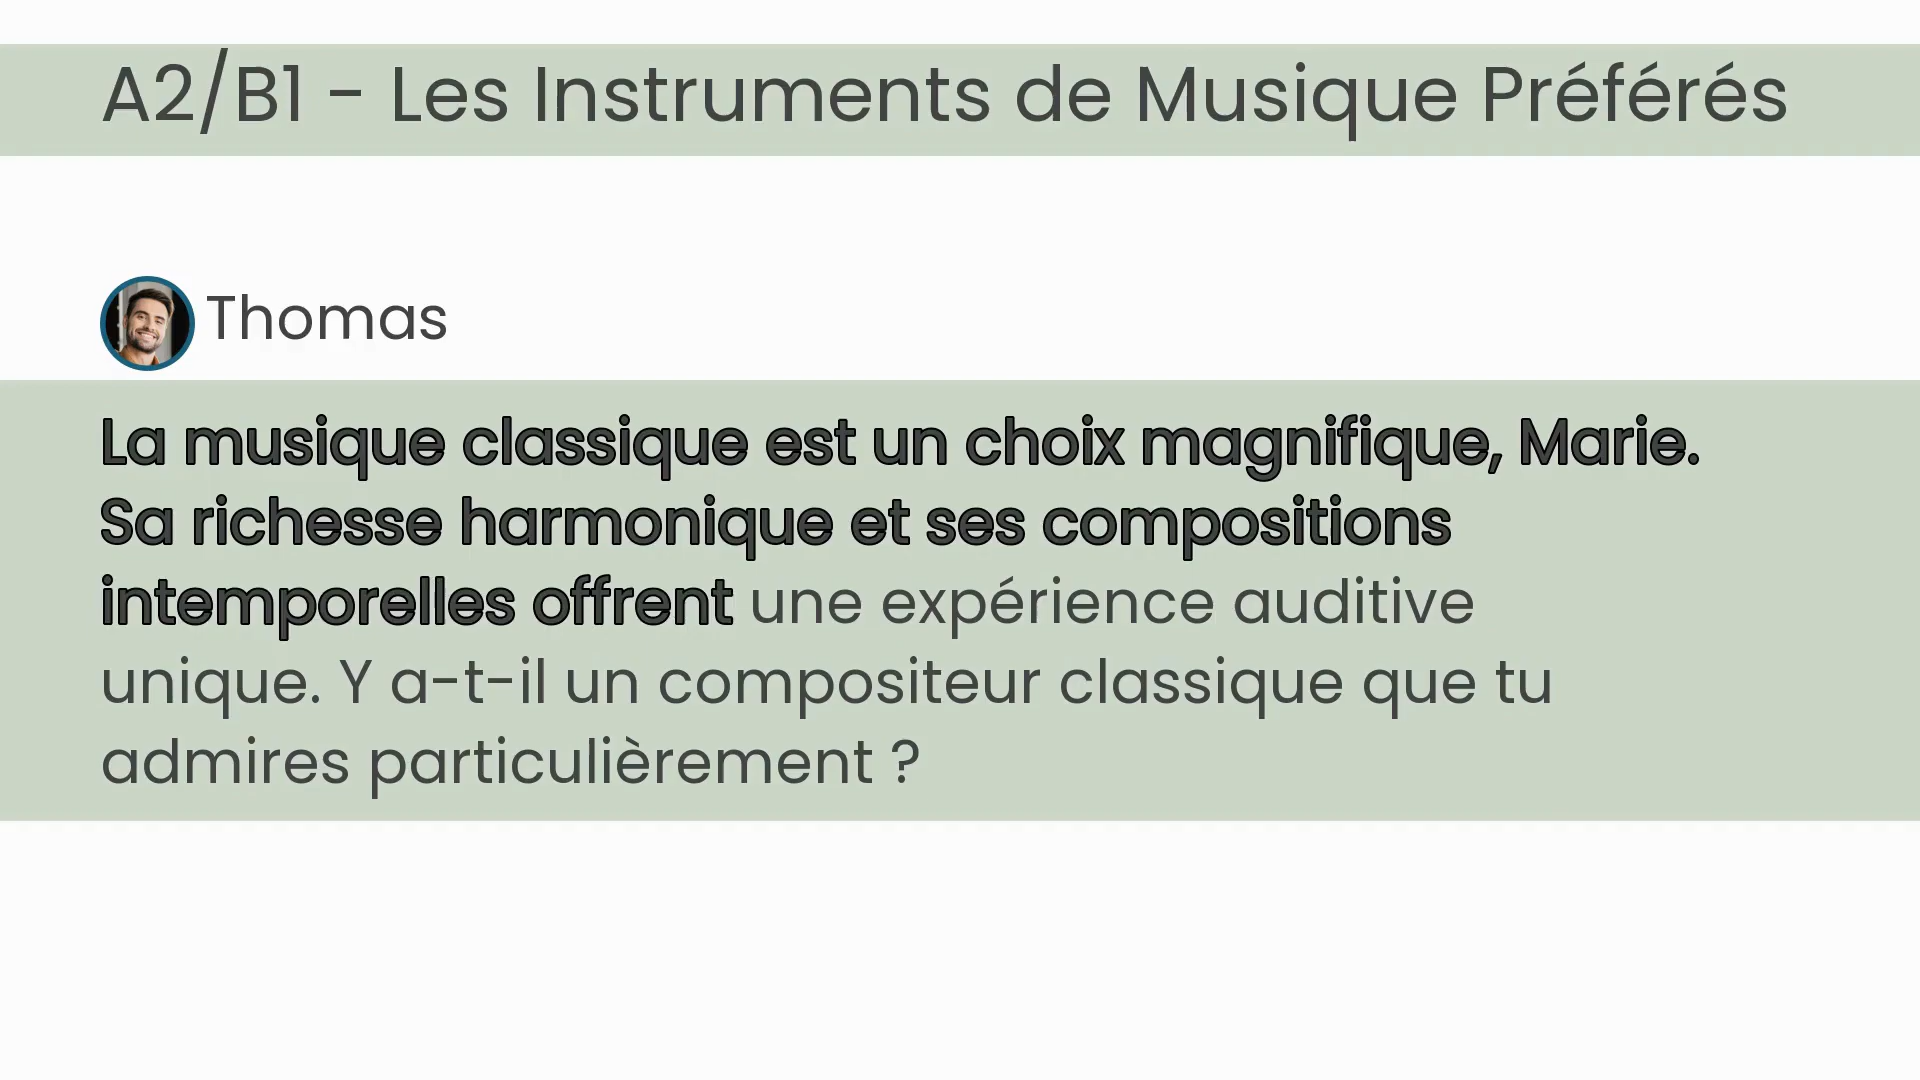 A2/B1 - Les Instruments de Musique Préférés
Thomas
La musique classique est un choix magnifique, Marie.
Sa richesse harmonique et ses compositions
intemporelles offrent une expérience auditive
unique. Y a-t-il un compositeur classique que tu
admires particulièrement ?